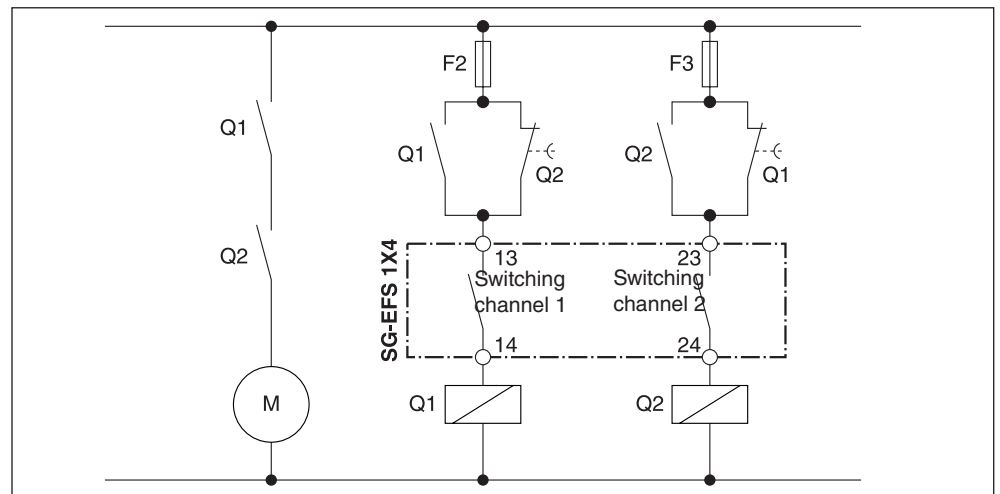 F2
F3
Q1
Q1
Q2
Q2
Q1
Q2
SG-EFS 1X4
13
23
Switching
channel 1
Switching
channel 2
14
24
M
Q1
Q2